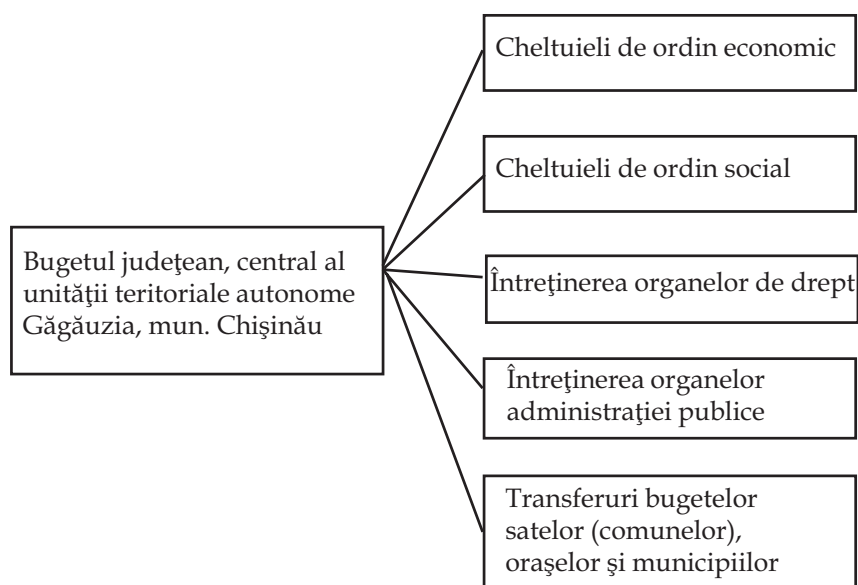 Cheltuieli de ordin economic
Cheltuieli de ordin social
Bugetul judeţean, central al
unităţii teritoriale autonome
Găgăuzia, mun. Chişinău
Întreţinerea organelor de drept
Întreţinerea organelor
administraţiei publice
Transferuri bugetelor
satelor (comunelor),
oraşelor şi municipiilor